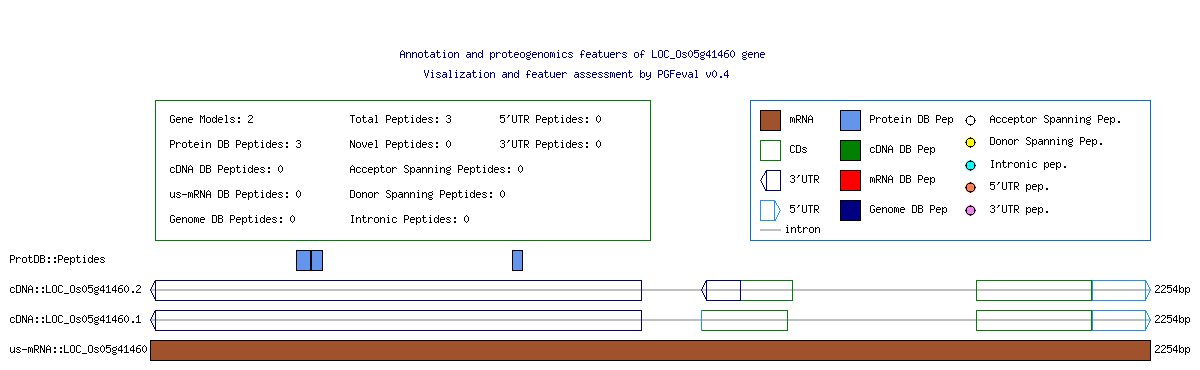 Annotation and proteogenomics featuers of LOC_Os05g41460 gene
Visalization and featuer assessment by PGFeval v0.4
Gene Models: 2 Total Peptides: 3 5'UTR Peptides: 0
Protein DB Peptides: 3 Novel Peptides: 0 3'UTR Peptides: 0
cDNA DB Peptides: 0 Acceptor Spanning Peptides: 0
us-mRNA DB Peptides: 0 Donor Spanning Peptides: 0
Genome DB Peptides: 0 Intronic Peptides: 0
mRNA Protein DB Pep Acceptor Spanning Pep.
CDs cDNA DB Pep Donor Spanning Pep.
3'UTR mRNA DB Pep Intronic pep.
5'UTR Genome DB Pep 5'UTR pep.
3'UTR pep.
intron
ProtDB::Peptides
cDNA::LOC_Os05g41460.2 2254bp
cDNA::LOC_Os05g41460.1 2254bp
us-mRNA::LOC_Os05g41460 2254bp